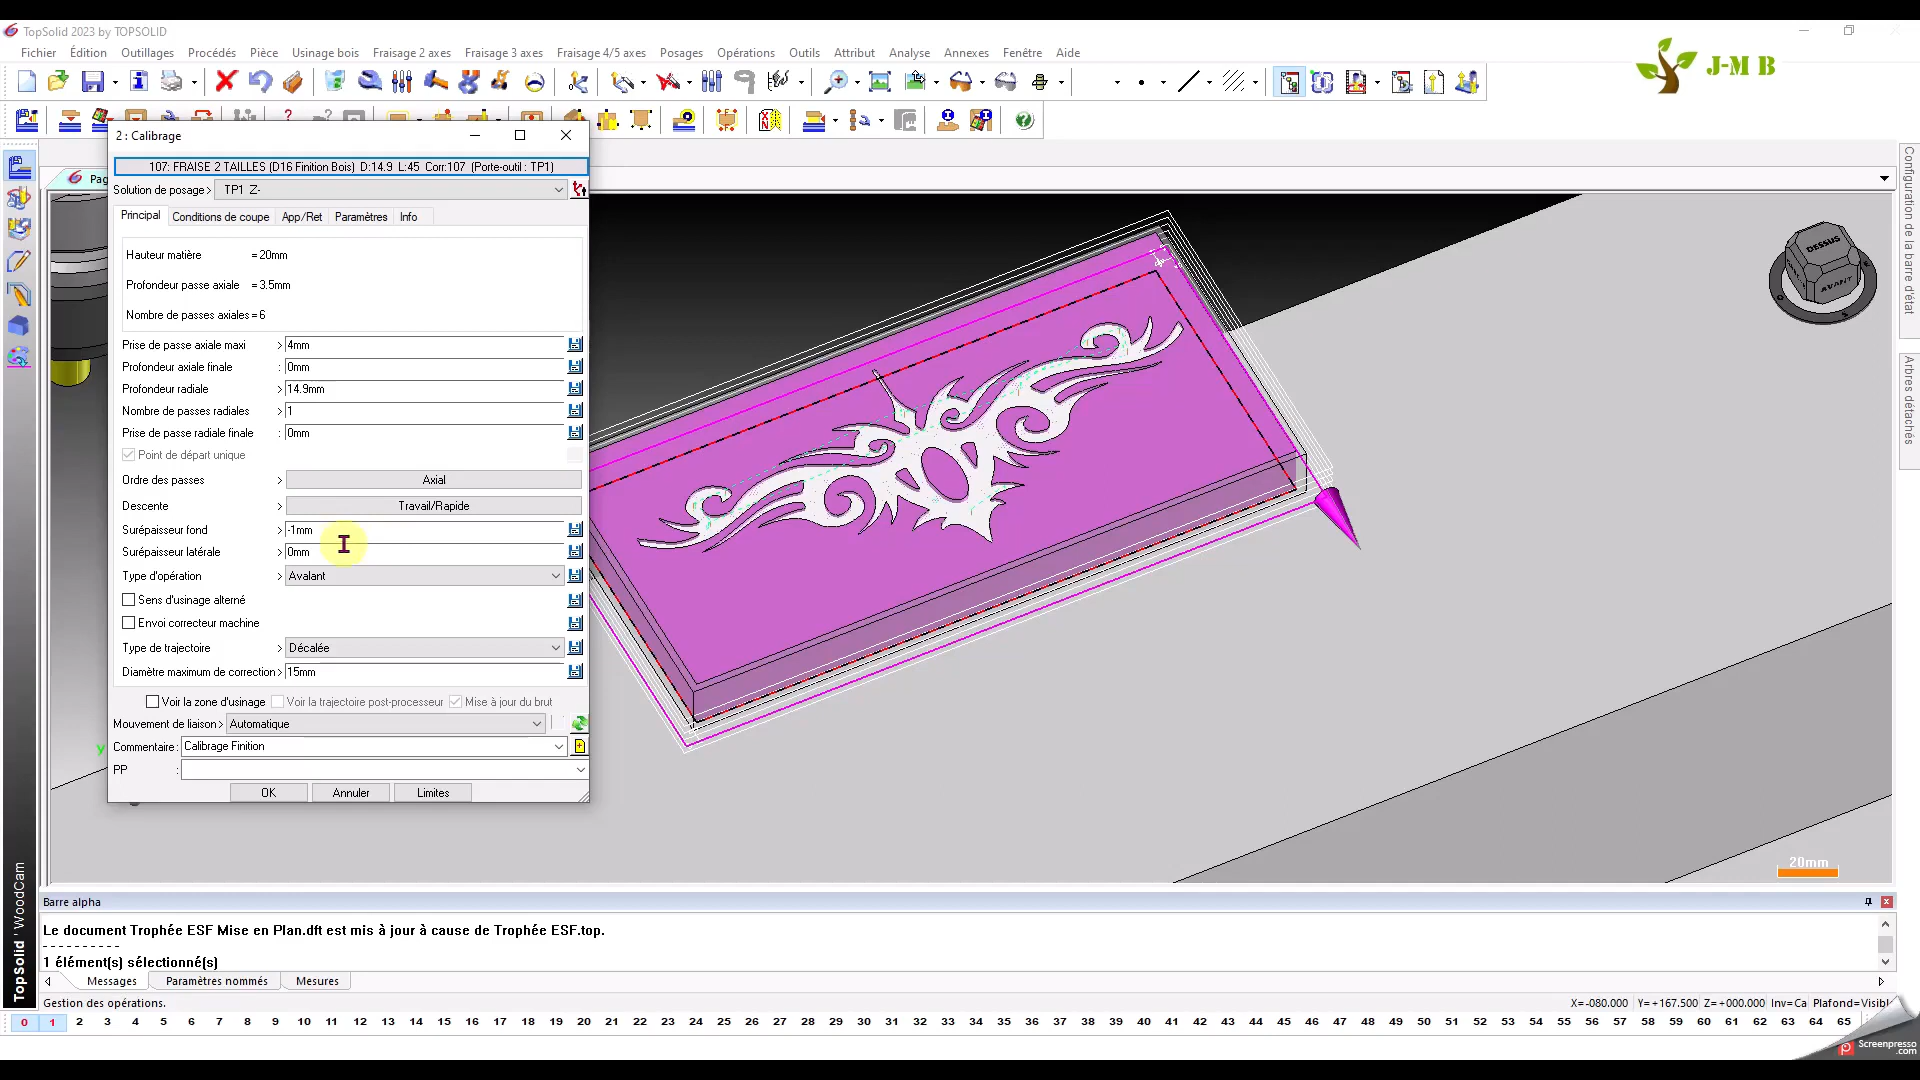 TopSolid 2023 by TOPSOLID
Fichier Édition Outillages Procédés Pièce Usinage bois Fraisage 2 axes Fraisage 3 axes Fraisage 4/5 axes Posages Opérations Outils Attribut Analyse Annexes Fenêtre Aide
J-M B
2 : Calibrage
107: FRAISE 2 TAILLES (D16 Finition Bois) D:14.9 L:45 Corr:107 (Porte-outil : TP1)
Pag
Solution de posage > TP1 Z-
Principal Conditions de coupe App/Ret Paramètres Info
Hauteur matière = 20mm
Profondeur passe axiale = 3.5mm
Nombre de passes axiales = 6
Prise de passe axiale maxi > 4mm
Profondeur axiale finale : 0mm
Profondeur radiale > 14.9mm
Nombre de passes radiales > 1
Prise de passe radiale finale : 0mm
Point de départ unique
Ordre des passes > Axial
Descente > Travail/Rapide
Surépaisseur fond > -1mm
Surépaisseur latérale > 0mm
Type d'opération > Avalant
Sens d'usinage alterné
Envoi correcteur machine
Type de trajectoire > Décalée
Diamètre maximum de correction > 15mm
Voir la zone d'usinage Voir la trajectoire post-processeur Mise à jour du brut
Mouvement de liaison > Automatique
Commentaire : Calibrage Finition
PP :
OK Annuler Limites
y
DESSUS
AVANT
Configuration de la barre d'état
Arbres détachés
20mm
TopSolid 'WoodCam
Barre alpha
Le document Trophée ESF Mise en Plan.dft est mis à jour à cause de Trophée ESF.top.
----------
1 élément(s) sélectionné(s)
Messages Paramètres nommés Mesures
Gestion des opérations.
X=-080.000 Y=+167.500 Z=+000.000 Inv=Ca Plafond=Visibl
0 1 2 3 4 5 6 7 8 9 10 11 12 13 14 15 16 17 18 19 20 21 22 23 24 25 26 27 28 29 30 31 32 33 34 35 36 37 38 39 40 41 42 43 44 45 46 47 48 49 50 51 52 53 54 55 56 57 58 59 60 61 62 63 64 65
Screenpresso
.com